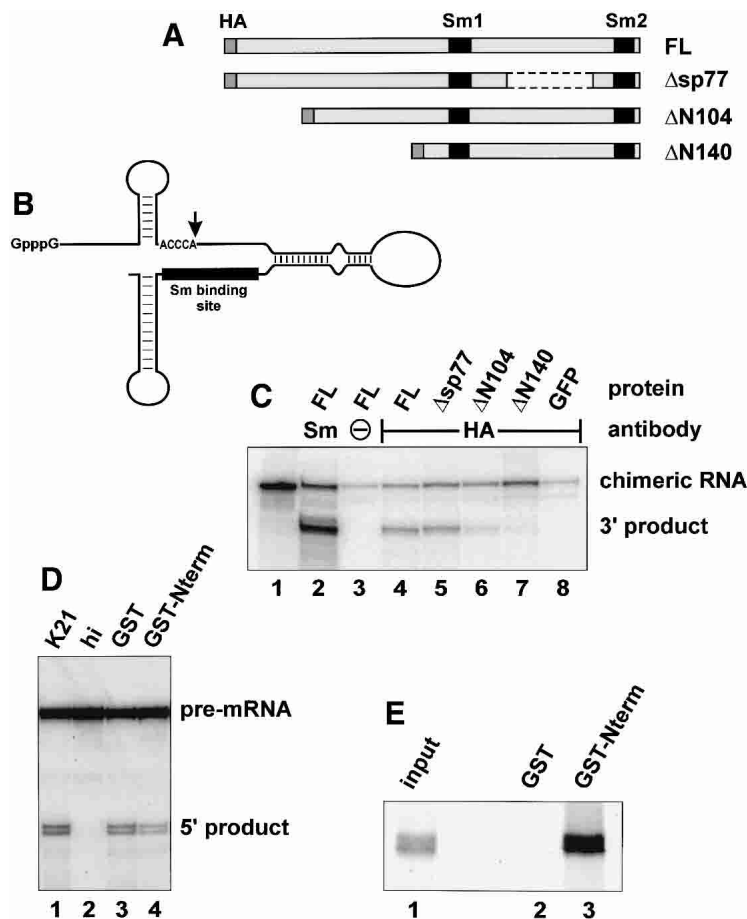 A
HA Sm1 Sm2
FL
Δsp77
ΔN104
ΔN140
B
GpppG ACCCA
Sm binding
site
C
FL FL FL Δsp77 ΔN104 ΔN140 GFP protein
Sm ⊖ HA antibody
chimeric RNA
3' product
1 2 3 4 5 6 7 8
D
K21 hi GST GST-Nterm
pre-mRNA
5' product
1 2 3 4
E
input GST GST-Nterm
1 2 3